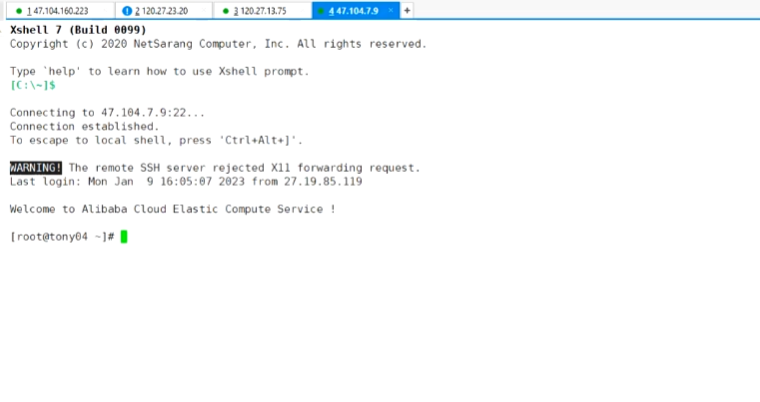 1 47.104.160.223
2 120.27.23.20
3 120.27.13.75
4 47.104.7.9 × +
Xshell 7 (Build 0099)
Copyright (c) 2020 NetSarang Computer, Inc. All rights reserved.
Type `help' to learn how to use Xshell prompt.
[C:\~]$
Connecting to 47.104.7.9:22...
Connection established.
To escape to local shell, press 'Ctrl+Alt+]'.
WARNING! The remote SSH server rejected X11 forwarding request.
Last login: Mon Jan  9 16:05:07 2023 from 27.19.85.119
Welcome to Alibaba Cloud Elastic Compute Service !
[root@tony04 ~]#